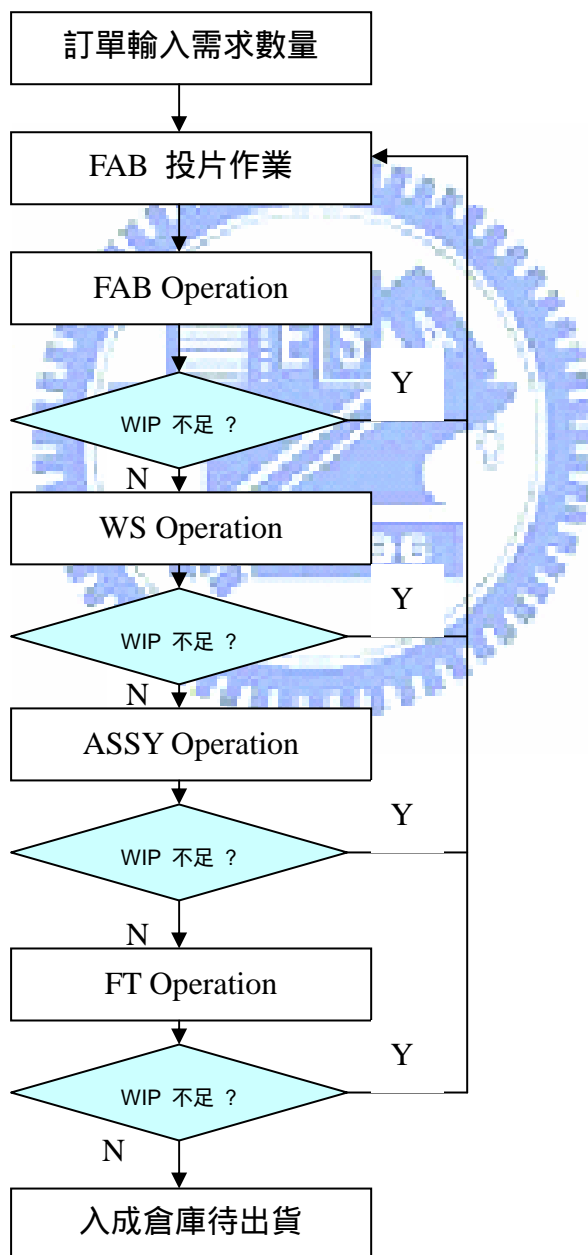 訂單輸入需求數量
FAB 投片作業
FAB Operation
WIP 不足 ?
Y
N
WS Operation
WIP 不足 ?
Y
N
ASSY Operation
WIP 不足 ?
Y
N
FT Operation
WIP 不足 ?
Y
N
入成倉庫待出貨